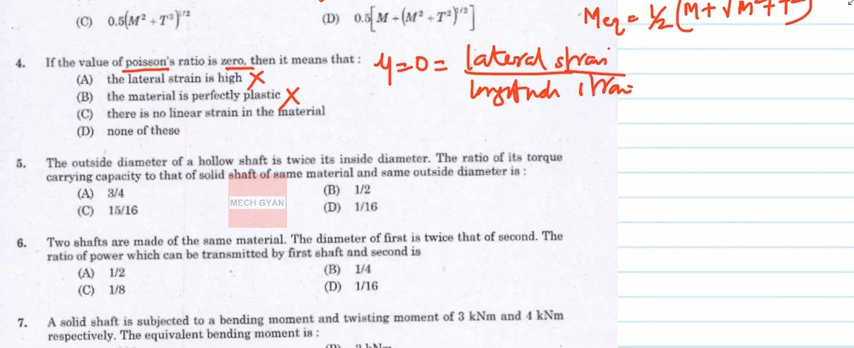 (C) 0.5(M² + T²)^1/2 (D) 0.5[M + (M² + T²)^1/2] Meq = 1/2 (M + √M² + T²
4. If the value of poisson's ratio is zero, then it means that :
(A) the lateral strain is high
(B) the material is perfectly plastic
(C) there is no linear strain in the material
(D) none of these
μ = 0 = lateral strain
5. The outside diameter of a hollow shaft is twice its inside diameter. The ratio of its torque
carrying capacity to that of solid shaft of same material and same outside diameter is :
(A) 3/4 (B) 1/2
(C) 15/16 (D) 1/16
MECH GYAN
6. Two shafts are made of the same material. The diameter of first is twice that of second. The
ratio of power which can be transmitted by first shaft and second is
(A) 1/2 (B) 1/4
(C) 1/8 (D) 1/16
7. A solid shaft is subjected to a bending moment and twisting moment of 3 kNm and 4 kNm
respectively. The equivalent bending moment is :